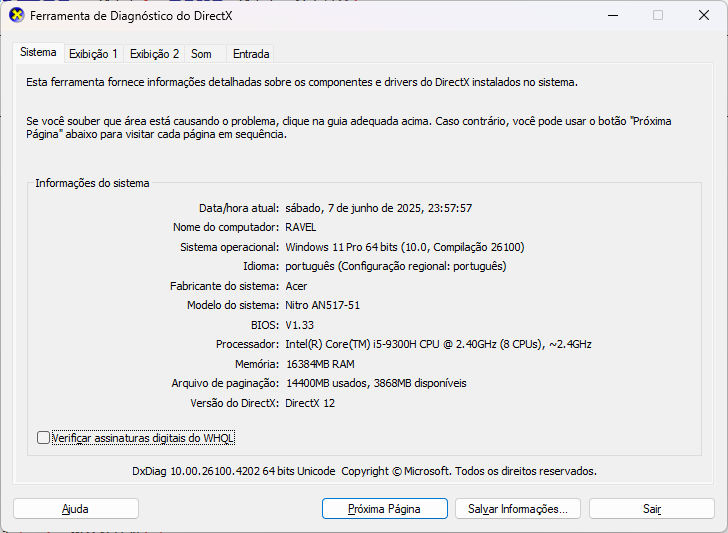 Ferramenta de Diagnóstico do DirectX
Sistema Exibição 1 Exibição 2 Som Entrada
Esta ferramenta fornece informações detalhadas sobre os componentes e drivers do DirectX instalados no sistema.
Se você souber que área está causando o problema, clique na guia adequada acima. Caso contrário, você pode usar o botão "Próxima
Página" abaixo para visitar cada página em sequência.
Informações do sistema
Data/hora atual: sábado, 7 de junho de 2025, 23:57:57
Nome do computador: RAVEL
Sistema operacional: Windows 11 Pro 64 bits (10.0, Compilação 26100)
Idioma: português (Configuração regional: português)
Fabricante do sistema: Acer
Modelo do sistema: Nitro AN517-51
BIOS: V1.33
Processador: Intel(R) Core(TM) i5-9300H CPU @ 2.40GHz (8 CPUs), ~2.4GHz
Memória: 16384MB RAM
Arquivo de paginação: 14400MB usados, 3868MB disponíveis
Versão do DirectX: DirectX 12
Verificar assinaturas digitais do WHQL
DxDiag 10.00.26100.4202 64 bits Unicode Copyright © Microsoft. Todos os direitos reservados.
Ajuda Próxima Página Salvar Informações... Sair